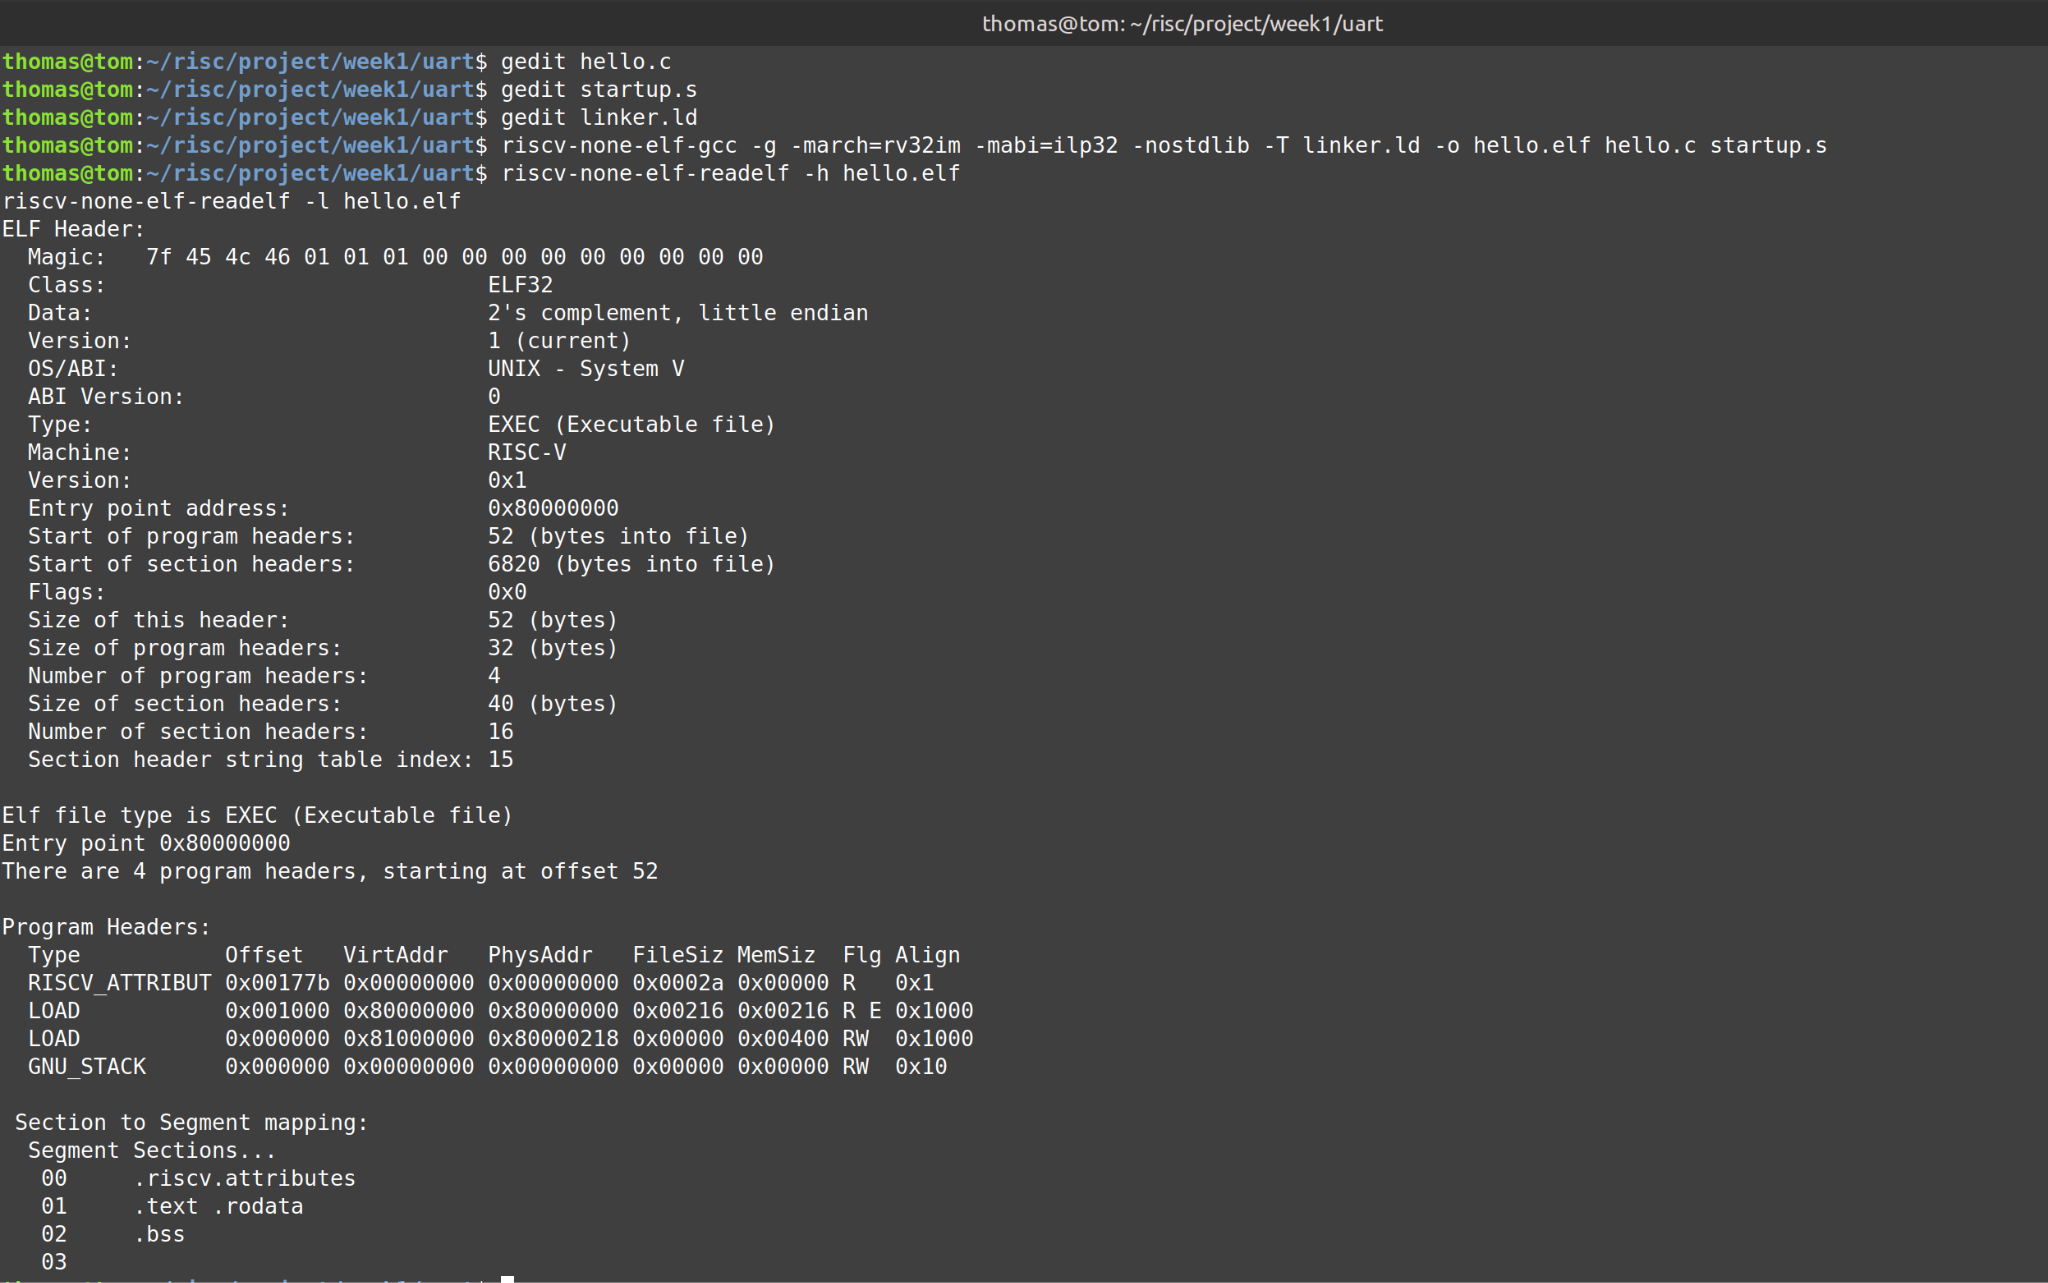 thomas@tom: ~/risc/project/week1/uart
thomas@tom:~/risc/project/week1/uart$ gedit hello.c
thomas@tom:~/risc/project/week1/uart$ gedit startup.s
thomas@tom:~/risc/project/week1/uart$ gedit linker.ld
thomas@tom:~/risc/project/week1/uart$ riscv-none-elf-gcc -g -march=rv32im -mabi=ilp32 -nostdlib -T linker.ld -o hello.elf hello.c startup.s
thomas@tom:~/risc/project/week1/uart$ riscv-none-elf-readelf -h hello.elf
riscv-none-elf-readelf -l hello.elf
ELF Header:
  Magic:   7f 45 4c 46 01 01 01 00 00 00 00 00 00 00 00 00
  Class:                             ELF32
  Data:                              2's complement, little endian
  Version:                           1 (current)
  OS/ABI:                            UNIX - System V
  ABI Version:                       0
  Type:                              EXEC (Executable file)
  Machine:                           RISC-V
  Version:                           0x1
  Entry point address:               0x80000000
  Start of program headers:          52 (bytes into file)
  Start of section headers:          6820 (bytes into file)
  Flags:                             0x0
  Size of this header:               52 (bytes)
  Size of program headers:           32 (bytes)
  Number of program headers:         4
  Size of section headers:           40 (bytes)
  Number of section headers:         16
  Section header string table index: 15
Elf file type is EXEC (Executable file)
Entry point 0x80000000
There are 4 program headers, starting at offset 52
Program Headers:
  Type           Offset   VirtAddr   PhysAddr   FileSiz MemSiz  Flg Align
  RISCV_ATTRIBUT 0x00177b 0x00000000 0x00000000 0x0002a 0x00000 R   0x1
  LOAD           0x001000 0x80000000 0x80000000 0x00216 0x00216 R E 0x1000
  LOAD           0x000000 0x81000000 0x80000218 0x00000 0x00400 RW  0x1000
  GNU_STACK      0x000000 0x00000000 0x00000000 0x00000 0x00000 RW  0x10
 Section to Segment mapping:
  Segment Sections...
   00     .riscv.attributes
   01     .text .rodata
   02     .bss
   03